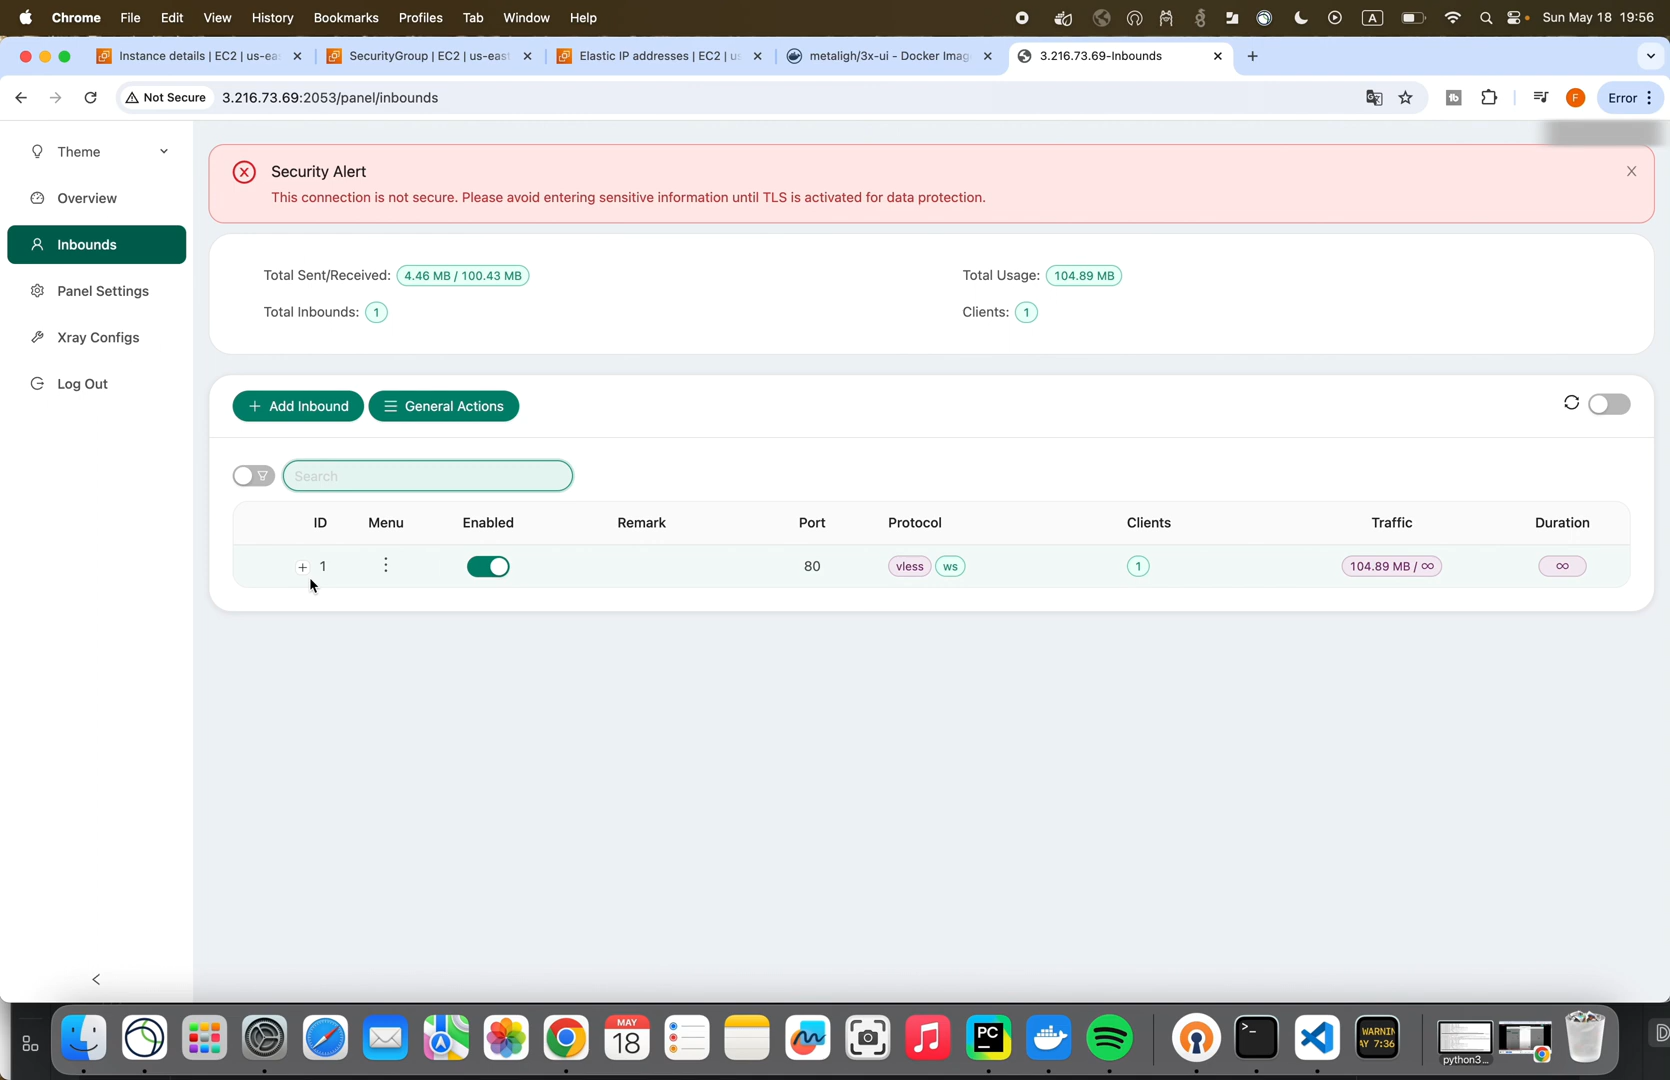 Chrome File Edit View History Bookmarks Profiles Tab Window Help A Sun May 18 19:56
Instance details | EC2 | us-ea SecurityGroup | EC2 | us-east Elastic IP addresses | EC2 | us metaligh/3x-ui - Docker Imag 3.216.73.69-Inbounds
Not Secure 3.216.73.69:2053/panel/inbounds F Error
Theme
Overview
Inbounds
Panel Settings
Xray Configs
Log Out
Security Alert
This connection is not secure. Please avoid entering sensitive information until TLS is activated for data protection.
Total Sent/Received: 4.46 MB / 100.43 MB Total Usage: 104.89 MB
Total Inbounds: 1 Clients: 1
+ Add Inbound General Actions
Search
ID Menu Enabled Remark Port Protocol Clients Traffic Duration
+ 1 80 vless ws 1 104.89 MB / ∞ ∞
MAY
18
PC
WARNIN
AY 7:36
python3...